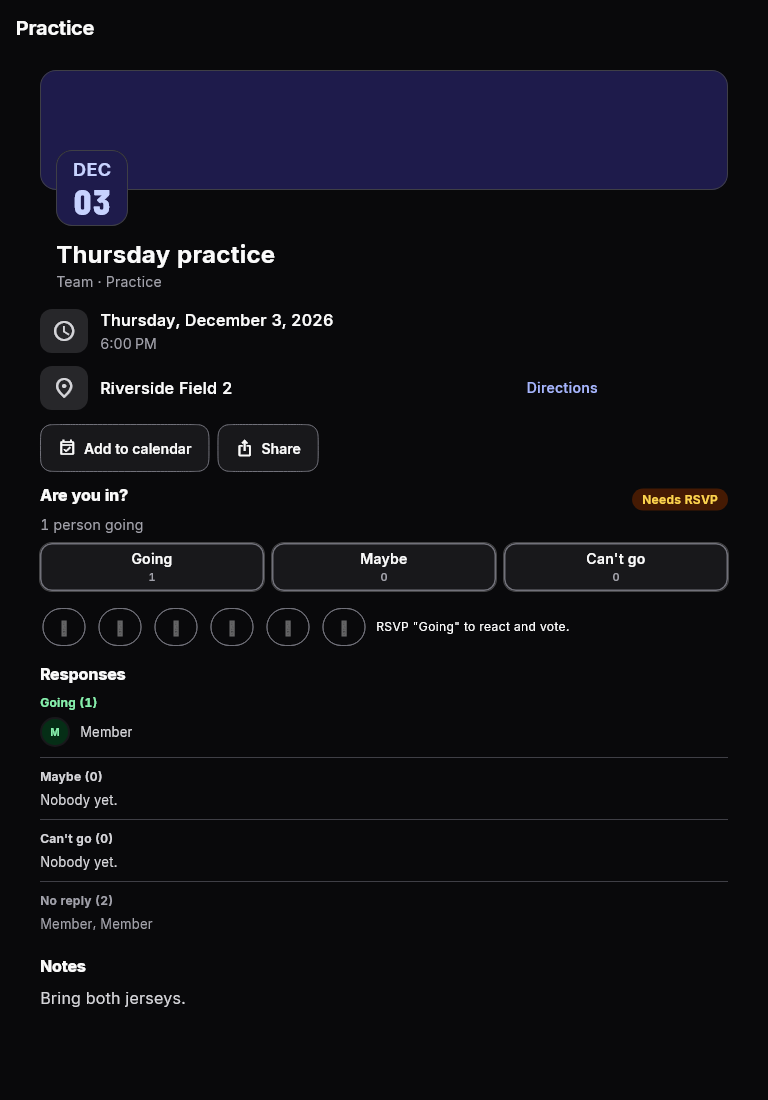 Practice
DEC
03
Thursday practice
Team · Practice
Thursday, December 3, 2026
6:00 PM
Riverside Field 2
Directions
Add to calendar
Share
Are you in?
Needs RSVP
1 person going
Going
1
Maybe
0
Can't go
0
RSVP "Going" to react and vote.
Responses
Going (1)
M
Member
Maybe (0)
Nobody yet.
Can't go (0)
Nobody yet.
No reply (2)
Member, Member
Notes
Bring both jerseys.